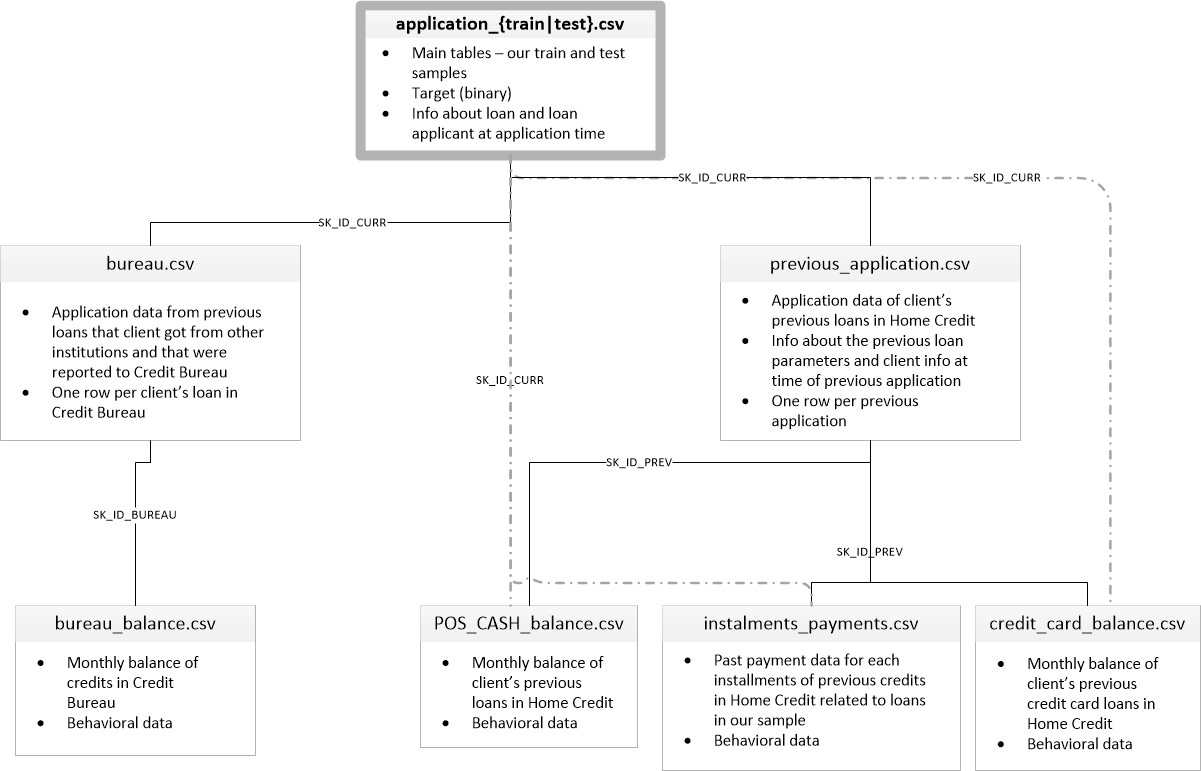 application_{train|test}.csv
• Main tables – our train and test
samples
• Target (binary)
• Info about loan and loan
applicant at application time
SK_ID_CURR
SK_ID_CURR
SK_ID_CURR
bureau.csv
• Application data from previous
loans that client got from other
institutions and that were
reported to Credit Bureau
• One row per client’s loan in
Credit Bureau
previous_application.csv
• Application data of client’s
previous loans in Home Credit
• Info about the previous loan
parameters and client info at
time of previous application
• One row per previous
application
SK_ID_CURR
SK_ID_PREV
SK_ID_BUREAU
SK_ID_PREV
bureau_balance.csv
• Monthly balance of
credits in Credit
Bureau
• Behavioral data
POS_CASH_balance.csv
• Monthly balance of
client’s previous
loans in Home Credit
• Behavioral data
instalments_payments.csv
• Past payment data for each
installments of previous credits
in Home Credit related to loans
in our sample
• Behavioral data
credit_card_balance.csv
• Monthly balance of
client’s previous
credit card loans in
Home Credit
• Behavioral data